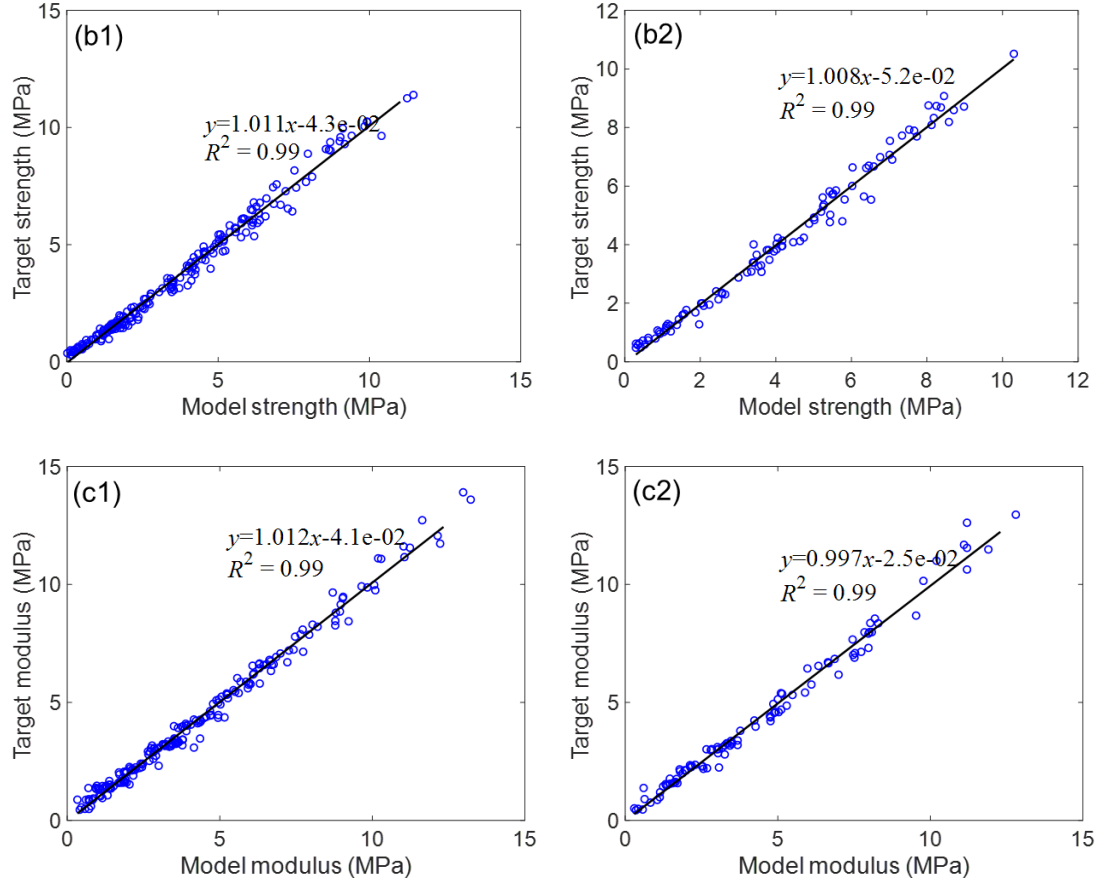 (b1)
y=1.011x-4.3e-02
R² = 0.99
Target strength (MPa)
15
10
5
0
0 5 10 15
Model strength (MPa)
(b2)
y=1.008x-5.2e-02
R² = 0.99
Target strength (MPa)
12
10
8
6
4
2
0
2 4 6 8 10 12
Model strength (MPa)
(c1)
y=1.012x-4.1e-02
R² = 0.99
Target modulus (MPa)
15
10
5
0
0 5 10 15
Model modulus (MPa)
(c2)
y=0.997x-2.5e-02
R² = 0.99
Target modulus (MPa)
15
10
5
0
0 5 10 15
Model modulus (MPa)